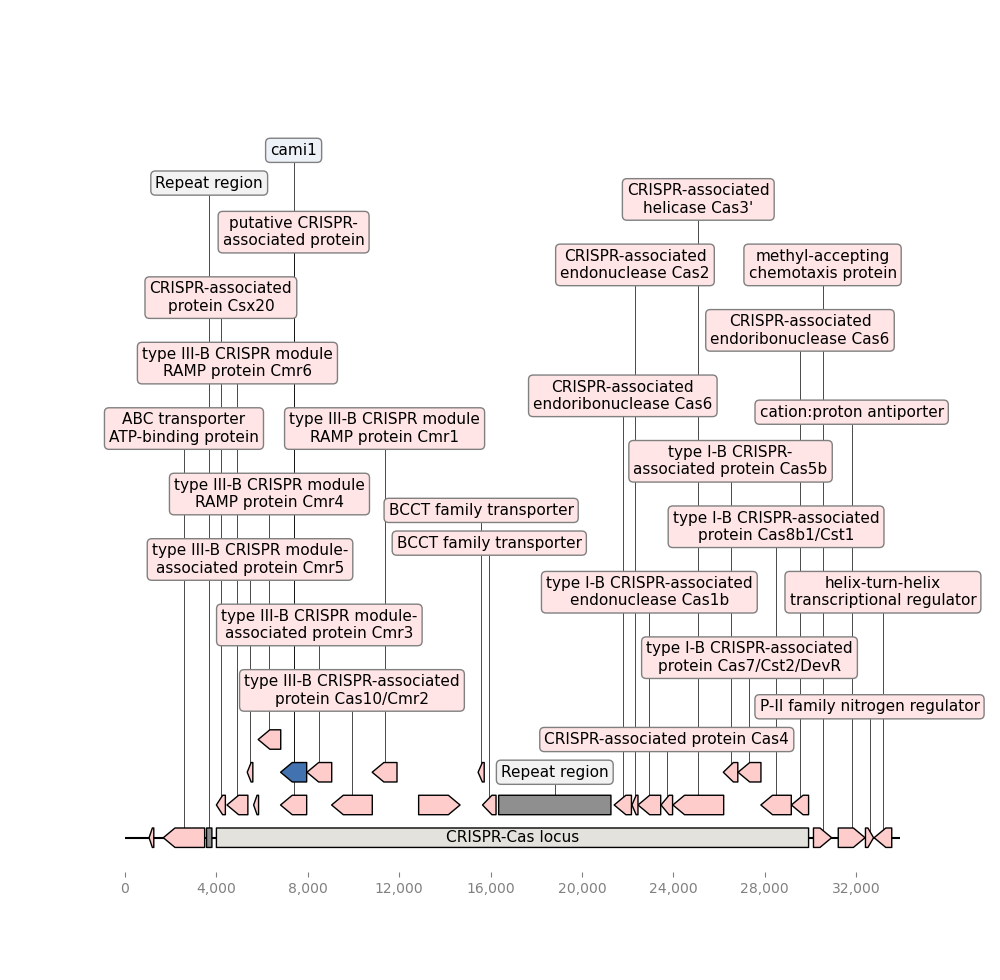 cami1
Repeat region
CRISPR-associated
helicase Cas3'
putative CRISPR-
associated protein
CRISPR-associated
endonuclease Cas2
methyl-accepting
chemotaxis protein
CRISPR-associated
protein Csx20
CRISPR-associated
endoribonuclease Cas6
type III-B CRISPR module
RAMP protein Cmr6
CRISPR-associated
endoribonuclease Cas6
cation:proton antiporter
ABC transporter
ATP-binding protein
type III-B CRISPR module
RAMP protein Cmr1
type I-B CRISPR-
associated protein Cas5b
type III-B CRISPR module
RAMP protein Cmr4
BCCT family transporter
type I-B CRISPR-associated
protein Cas8b1/Cst1
BCCT family transporter
type III-B CRISPR module-
associated protein Cmr5
type I-B CRISPR-associated
endonuclease Cas1b
helix-turn-helix
transcriptional regulator
type III-B CRISPR module-
associated protein Cmr3
type I-B CRISPR-associated
protein Cas7/Cst2/DevR
type III-B CRISPR-associated
protein Cas10/Cmr2
P-II family nitrogen regulator
CRISPR-associated protein Cas4
Repeat region
CRISPR-Cas locus
0 4,000 8,000 12,000 16,000 20,000 24,000 28,000 32,000